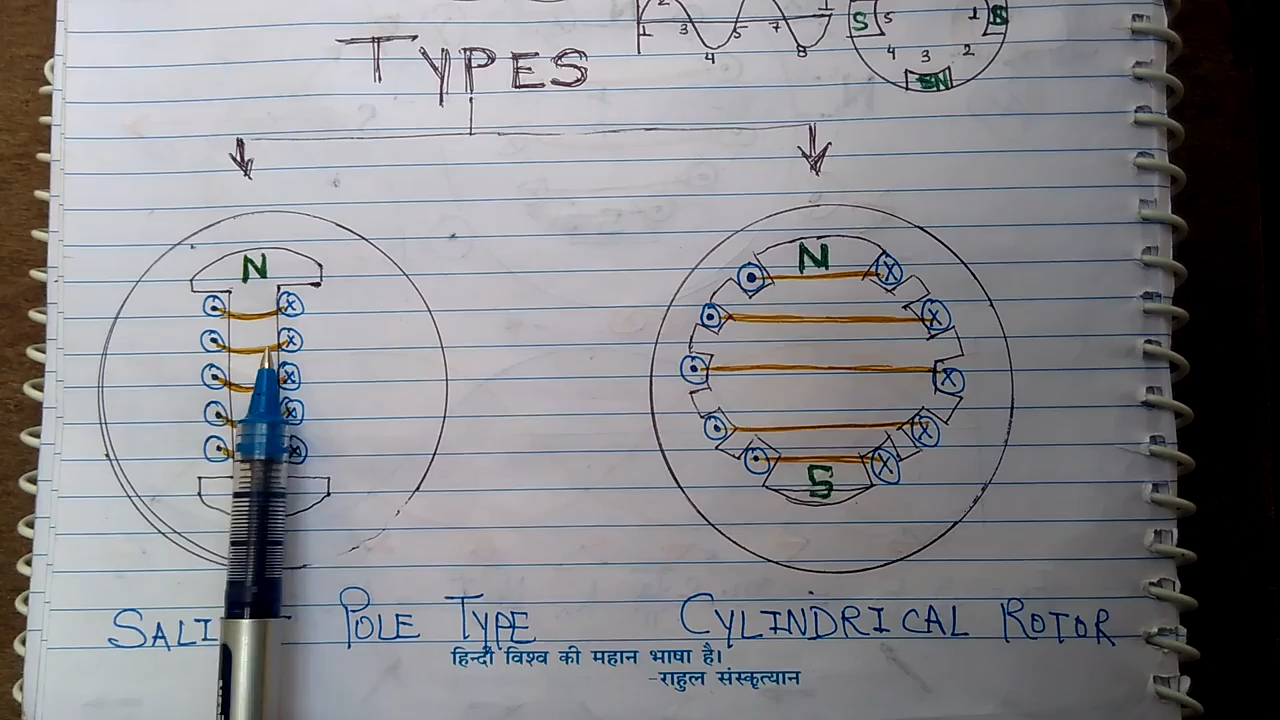 1 2 3 4 5 7 8 1
S 5 1
4 3 2
N
TYPES
N N
S
POLE TYPE CYLINDRICAL ROTOR
हिन्दी विश्व की महान भाषा है।
-राहुल संस्कृत्यान